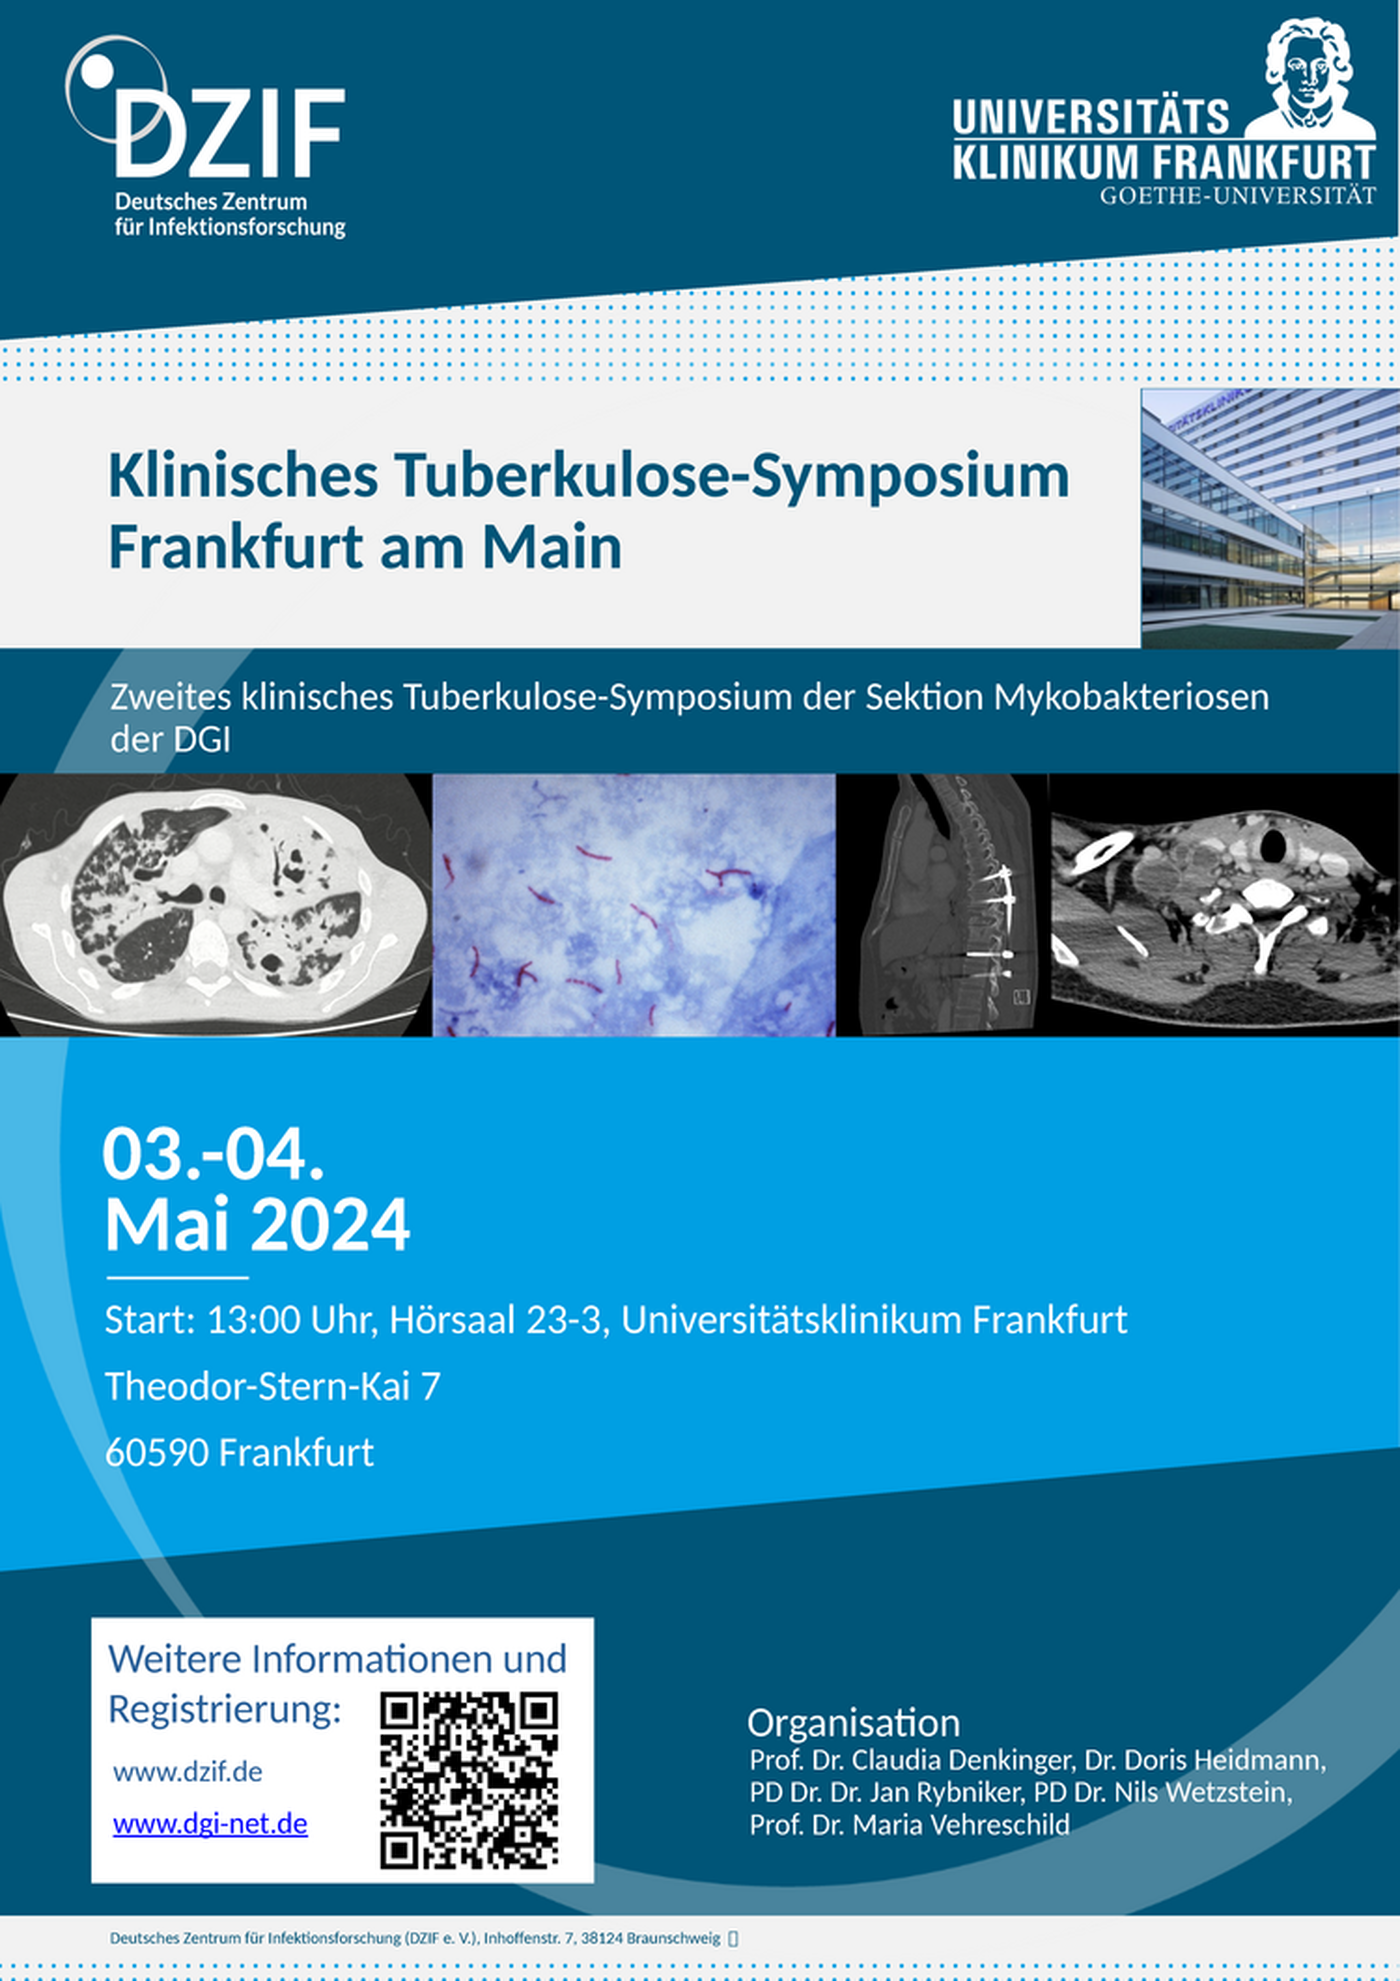 DZIF
Deutsches Zentrum
für Infektionsforschung
UNIVERSITÄTS
KLINIKUM FRANKFURT
GOETHE-UNIVERSITÄT
Klinisches Tuberkulose-Symposium
Frankfurt am Main
Zweites klinisches Tuberkulose-Symposium der Sektion Mykobakteriosen
der DGI
03.-04.
Mai 2024
Start: 13:00 Uhr, Hörsaal 23-3, Universitätsklinikum Frankfurt
Theodor-Stern-Kai 7
60590 Frankfurt
Weitere Informationen und
Registrierung:
www.dzif.de
www.dgi-net.de
Organisation
Prof. Dr. Claudia Denkinger, Dr. Doris Heidmann,
PD Dr. Dr. Jan Rybniker, PD Dr. Nils Wetzstein,
Prof. Dr. Maria Vehreschild
Deutsches Zentrum für Infektionsforschung (DZIF e. V.), Inhoffenstr. 7, 38124 Braunschweig